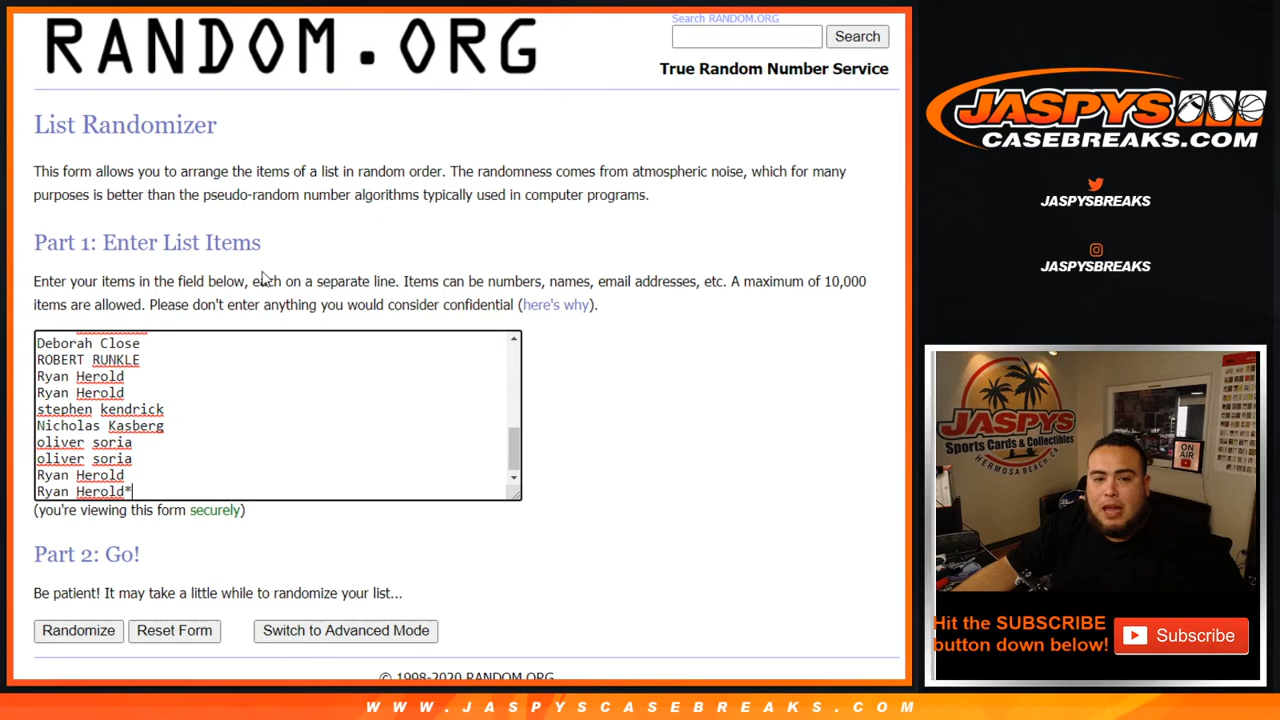 RANDOM.ORG
Search RANDOM.ORG
Search
True Random Number Service
List Randomizer
This form allows you to arrange the items of a list in random order. The randomness comes from atmospheric noise, which for many
purposes is better than the pseudo-random number algorithms typically used in computer programs.
Part 1: Enter List Items
Enter your items in the field below, each on a separate line. Items can be numbers, names, email addresses, etc. A maximum of 10,000
items are allowed. Please don't enter anything you would consider confidential (here's why).
Deborah Close
ROBERT RUNKLE
Ryan Herold
Ryan Herold
stephen kendrick
Nicholas Kasberg
oliver soria
oliver soria
Ryan Herold
Ryan Herold*
(you're viewing this form securely)
Part 2: Go!
Be patient! It may take a little while to randomize your list...
Randomize
Reset Form
Switch to Advanced Mode
© 1998-2020 RANDOM.ORG
JASPYS
CASEBREAKS.COM
JASPYSBREAKS
JASPYSBREAKS
JASPYS
Sports Cards & Collectibles
HERMOSA BEACH, CA
ON AIR
Hit the SUBSCRIBE
button down below!
Subscribe
WWW.JASPYSCASEBREAKS.COM